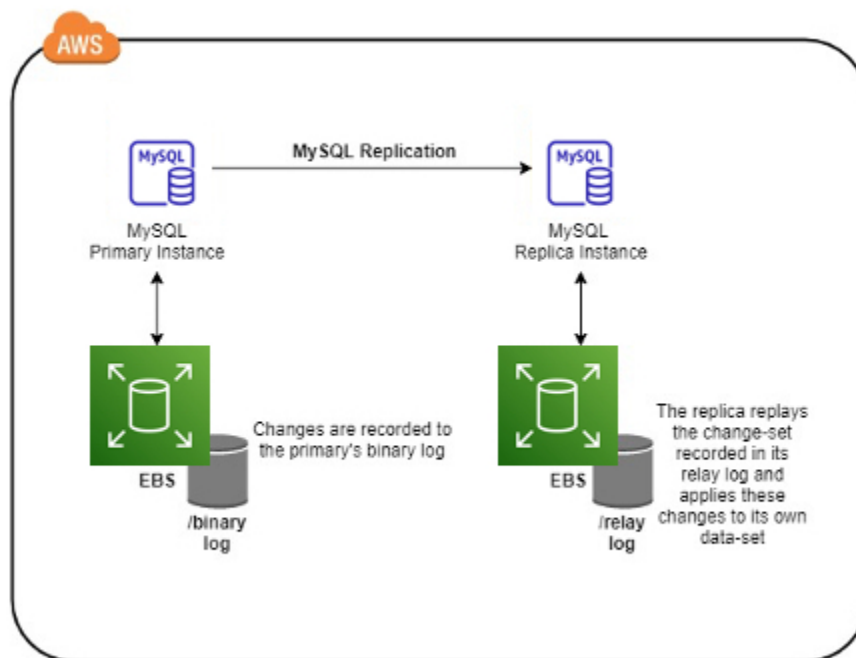 AWS
MySQL Replication
MySQL
MySQL
MySQL
Primary Instance
MySQL
Replica Instance
Changes are recorded to
the primary's binary log
The replica replays
the change-set
recorded in its
relay log and
applies these
changes to its own
data-set
EBS
/binary
log
EBS
/relay
log